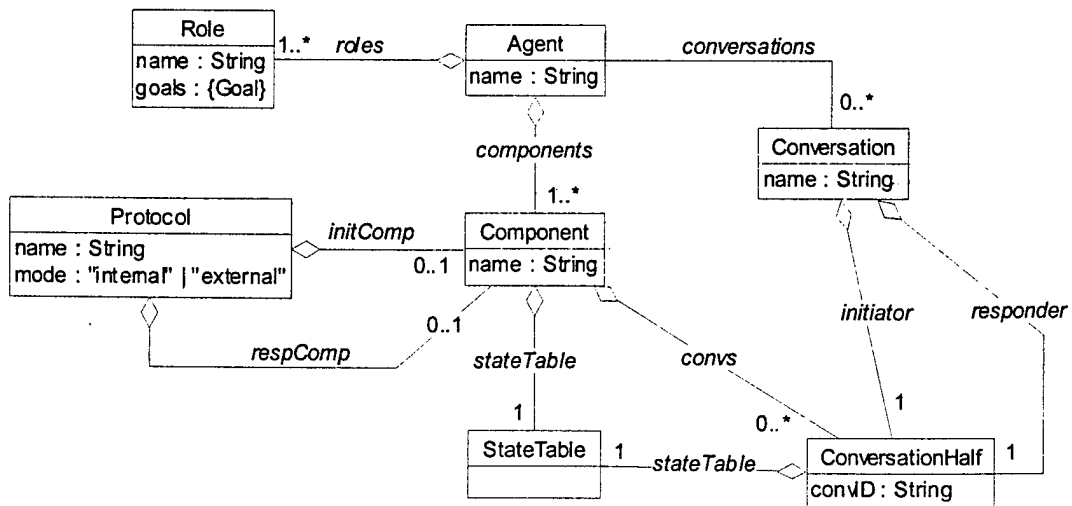 Role
name : String
goals : {Goal}
1..*
roles
Agent
name : String
conversations
0..*
components
1..*
Conversation
name : String
Protocol
name : String
mode : "internal" | "external"
initComp
0..1
Component
name : String
0..1
respComp
stateTable
convs
initiator
responder
1
0..*
1
1
StateTable
1
stateTable
ConversationHalf
convID : String